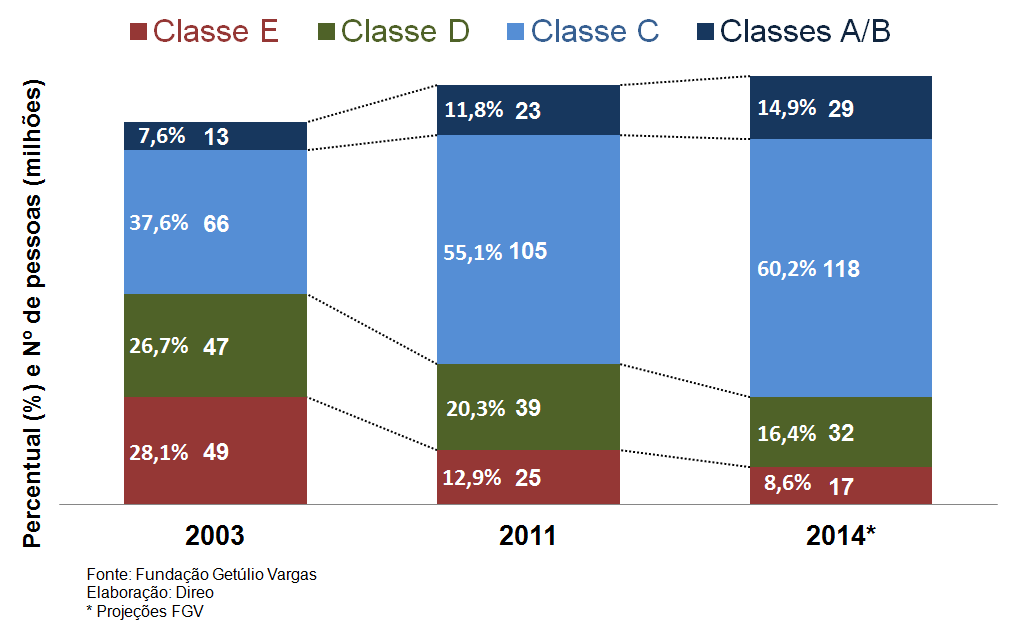 Classe E Classe D Classe C Classes A/B
Percentual (%) e Nº de pessoas (milhões)
7,6% 13
37,6% 66
26,7% 47
28,1% 49
11,8% 23
55,1% 105
20,3% 39
12,9% 25
14,9% 29
60,2% 118
16,4% 32
8,6% 17
2003 2011 2014*
Fonte: Fundação Getúlio Vargas
Elaboração: Direo
* Projeções FGV